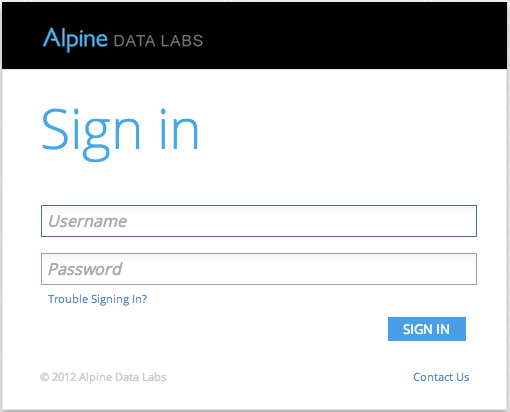 Alpine DATA LABS
Sign in
Username
Password
Trouble Signing In?
SIGN IN
© 2012 Alpine Data Labs
Contact Us